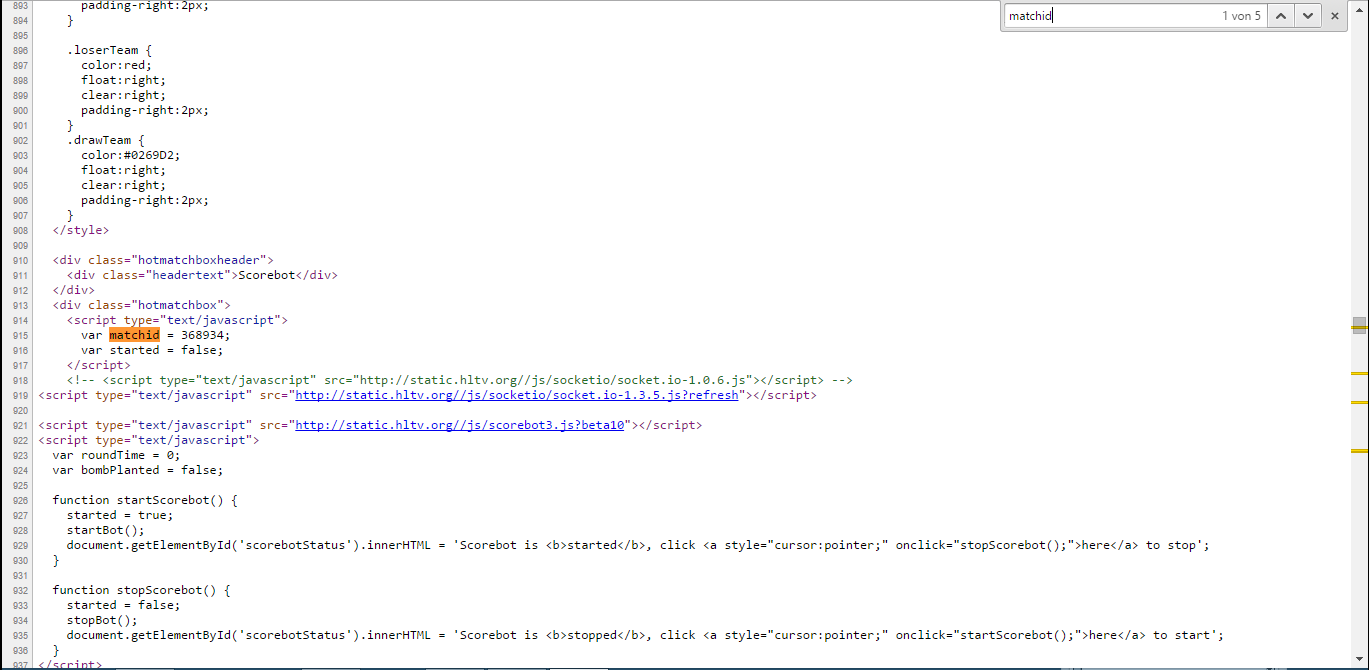 matchid 1 von 5
893 padding-right:2px;
894 }
895
896 .loserTeam {
897 color:red;
898 float:right;
899 clear:right;
900 padding-right:2px;
901 }
902 .drawTeam {
903 color:#0269D2;
904 float:right;
905 clear:right;
906 padding-right:2px;
907 }
908 </style>
909
910 <div class="hotmatchboxheader">
911 <div class="headertext">Scorebot</div>
912 </div>
913 <div class="hotmatchbox">
914 <script type="text/javascript">
915 var matchid = 368934;
916 var started = false;
917 </script>
918 <!-- <script type="text/javascript" src="http://static.hltv.org//js/socketio/socket.io-1.0.6.js"></script> -->
919 <script type="text/javascript" src="http://static.hltv.org//js/socketio/socket.io-1.3.5.js?refresh"></script>
920
921 <script type="text/javascript" src="http://static.hltv.org//js/scorebot3.js?beta10"></script>
922 <script type="text/javascript">
923 var roundTime = 0;
924 var bombPlanted = false;
925
926 function startScorebot() {
927 started = true;
928 startBot();
929 document.getElementById('scorebotStatus').innerHTML = 'Scorebot is <b>started</b>, click <a style="cursor:pointer;" onclick="stopScorebot();">here</a> to stop';
930 }
931
932 function stopScorebot() {
933 started = false;
934 stopBot();
935 document.getElementById('scorebotStatus').innerHTML = 'Scorebot is <b>stopped</b>, click <a style="cursor:pointer;" onclick="startScorebot();">here</a> to start';
936 }
937 </script>